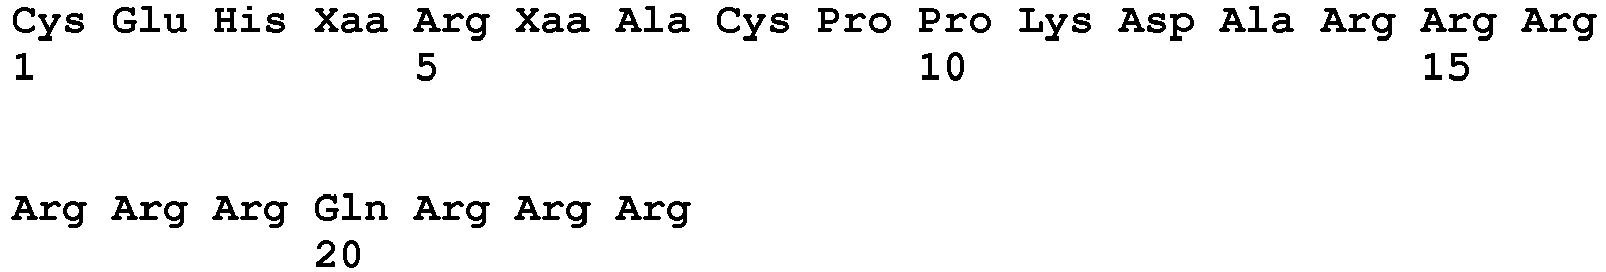 Cys Glu His Xaa Arg Xaa Ala Cys Pro Pro Lys Asp Ala Arg Arg Arg
1 5 10 15
Arg Arg Arg Gln Arg Arg Arg
20